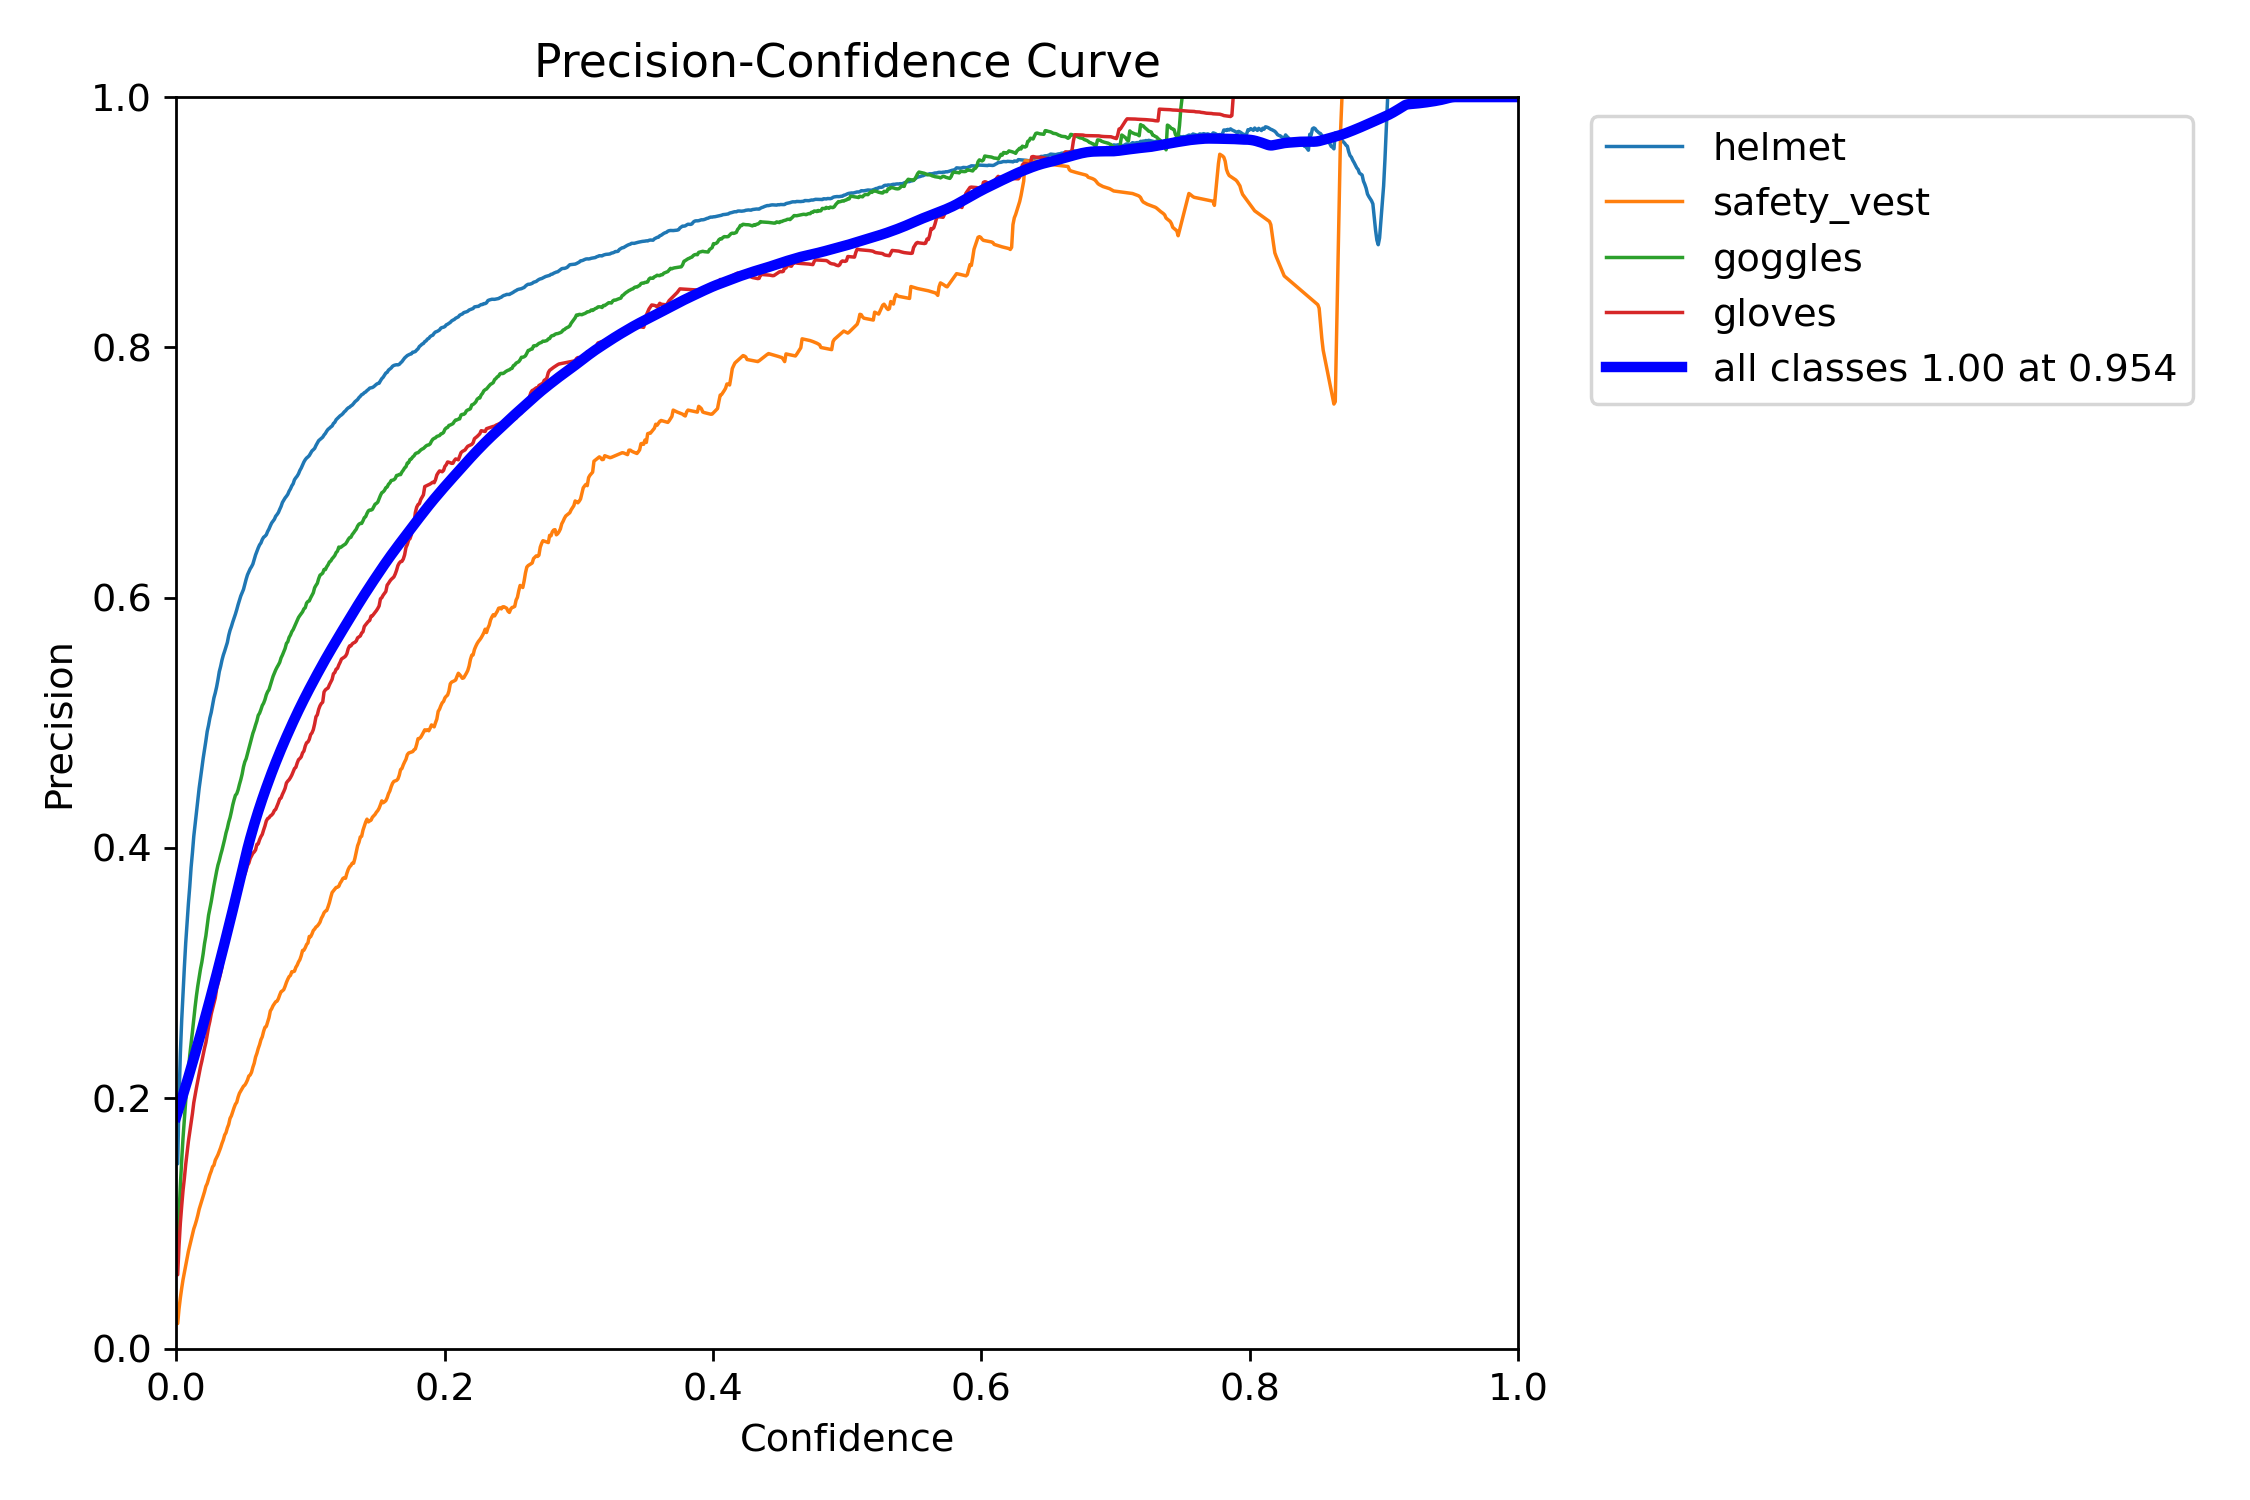 Precision-Confidence Curve
1.0
0.8
0.6
0.4
0.2
0.0
Precision
0.0 0.2 0.4 0.6 0.8 1.0
Confidence
helmet
safety_vest
goggles
gloves
all classes 1.00 at 0.954